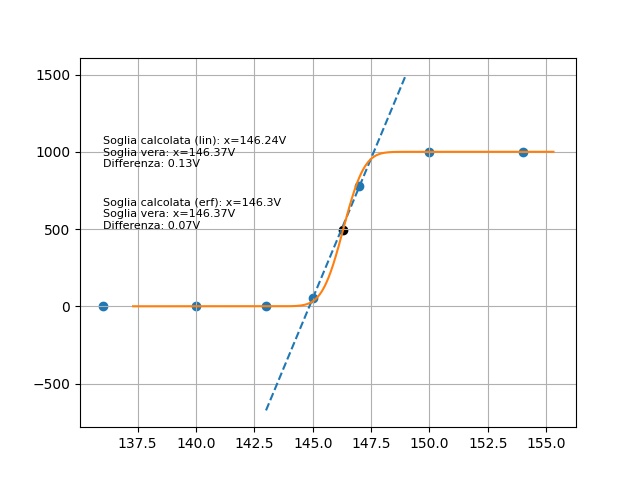 1500
1000
500
0
−500
Soglia calcolata (lin): x=146.24V
Soglia vera: x=146.37V
Differenza: 0.13V
Soglia calcolata (erf): x=146.3V
Soglia vera: x=146.37V
Differenza: 0.07V
137.5 140.0 142.5 145.0 147.5 150.0 152.5 155.0